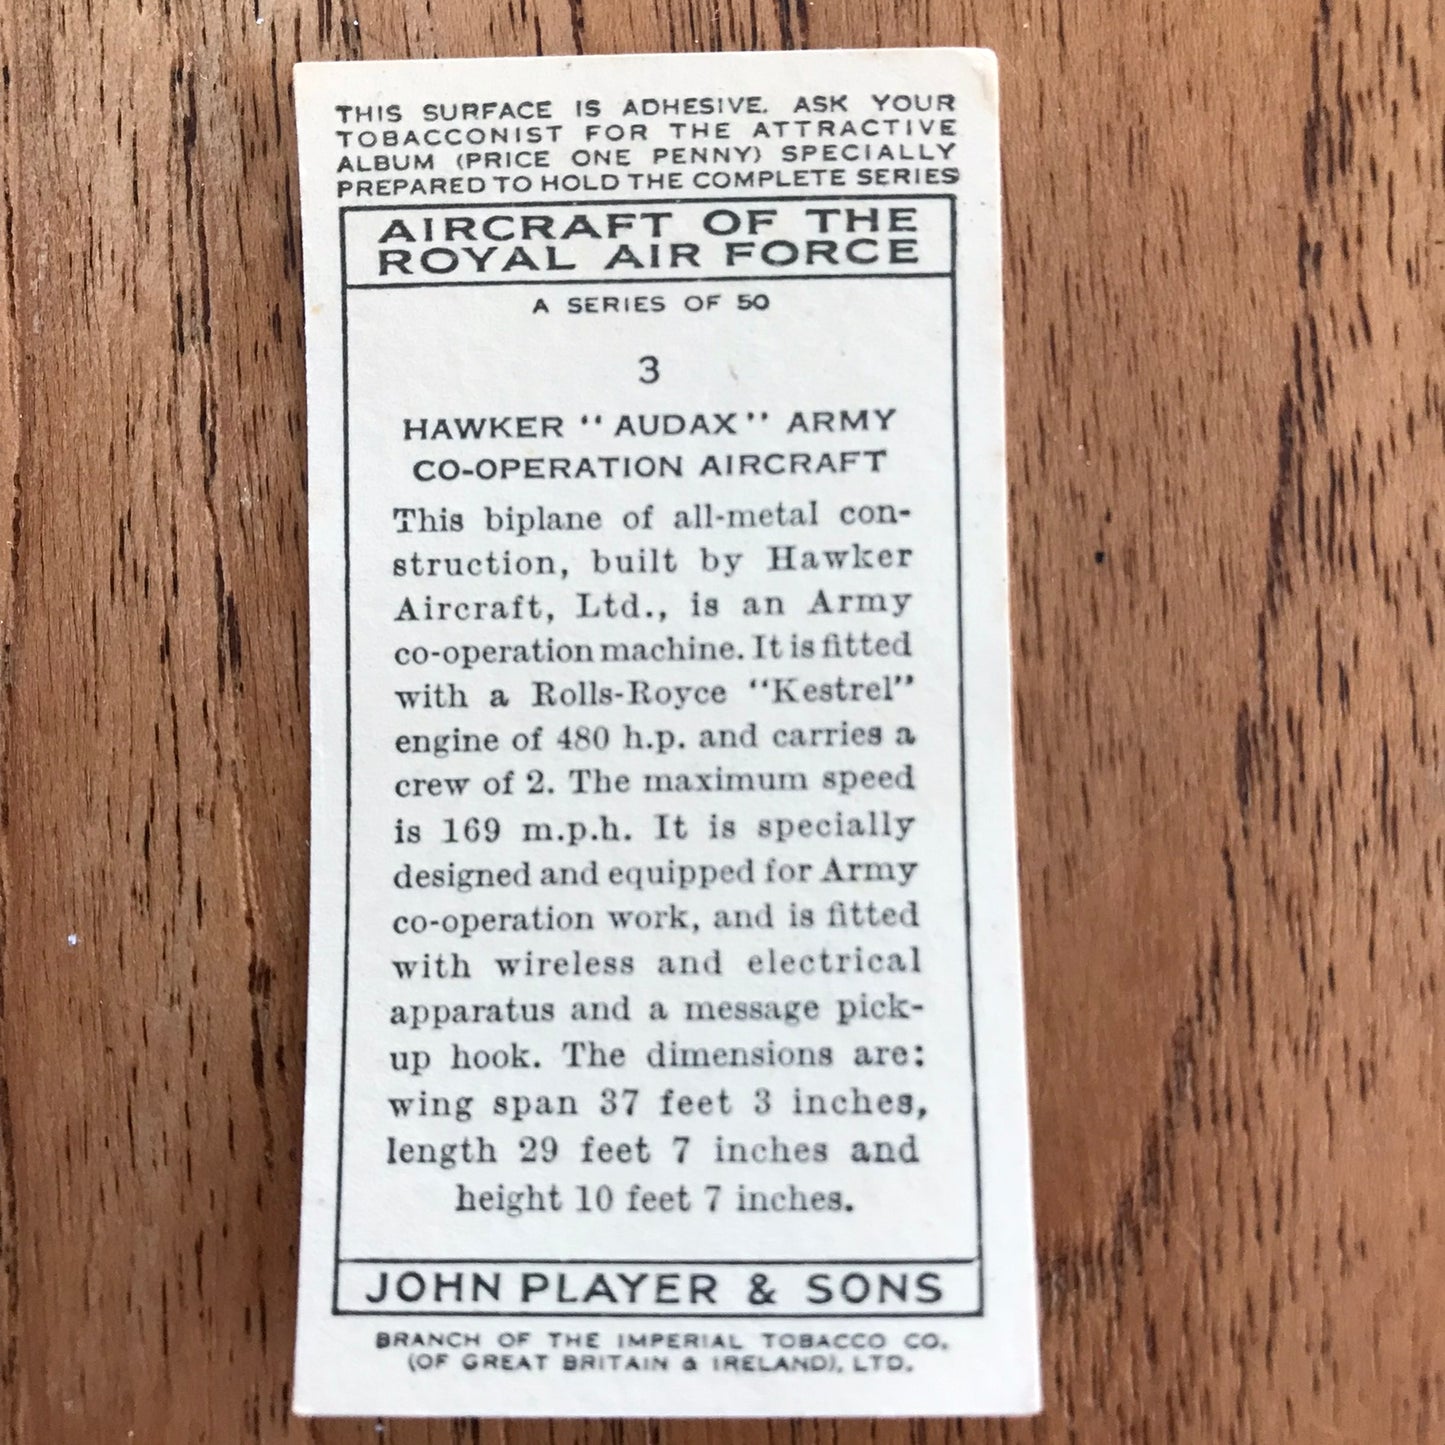 THIS SURFACE IS ADHESIVE. ASK YOUR
TOBACCONIST FOR THE ATTRACTIVE
ALBUM (PRICE ONE PENNY) SPECIALLY
PREPARED TO HOLD THE COMPLETE SERIES
AIRCRAFT OF THE
ROYAL AIR FORCE
A SERIES OF 50
3
HAWKER "AUDAX" ARMY
CO-OPERATION AIRCRAFT
This biplane of all-metal con-
struction, built by Hawker
Aircraft, Ltd., is an Army
co-operation machine. It is fitted
with a Rolls-Royce "Kestrel"
engine of 480 h.p. and carries a
crew of 2. The maximum speed
is 169 m.p.h. It is specially
designed and equipped for Army
co-operation work, and is fitted
with wireless and electrical
apparatus and a message pick-
up hook. The dimensions are:
wing span 37 feet 3 inches,
length 29 feet 7 inches and
height 10 feet 7 inches.
JOHN PLAYER & SONS
BRANCH OF THE IMPERIAL TOBACCO CO.
(OF GREAT BRITAIN & IRELAND), LTD.